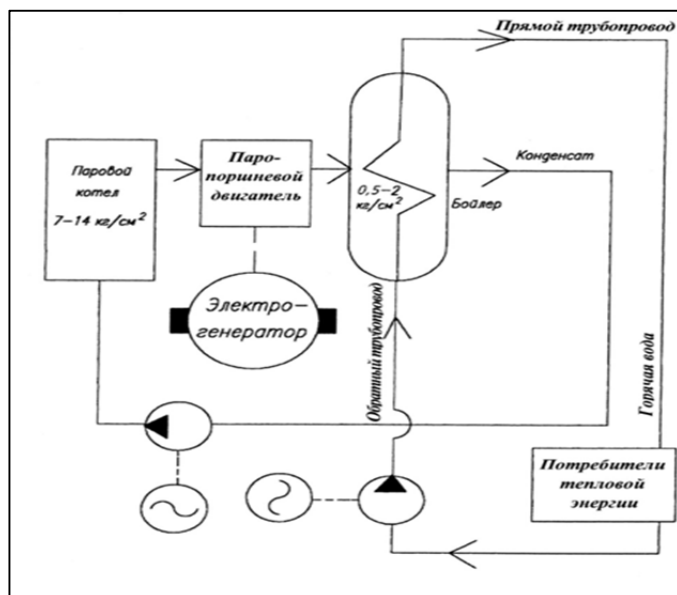 Прямой трубопровод
Паровой
котел
7-14 кг/см²
Паро-
поршневой
двигатель
0,5-2
кг/см²
Бойлер
Конденсат
Электро-
генератор
Обратный трубопровод
Горячая вода
Потребители
тепловой
энергии